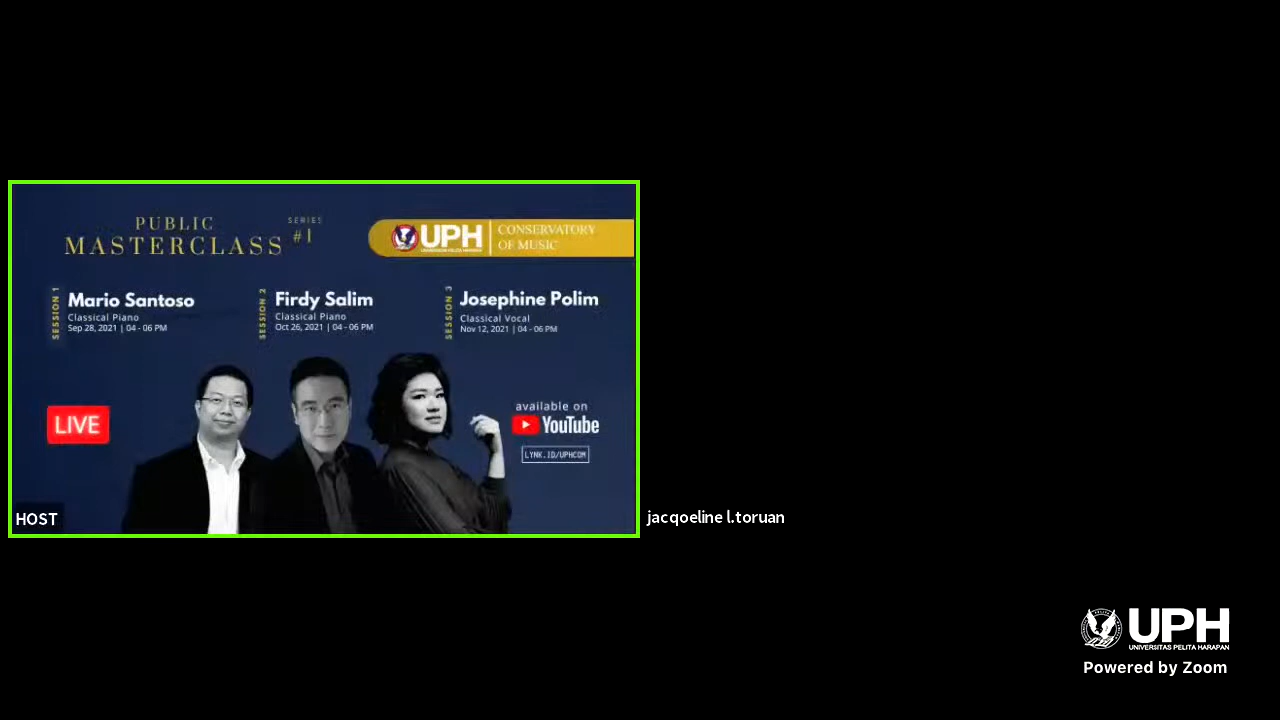 PUBLIC
MASTERCLASS
SERIES
#1
UPH
UNIVERSITAS PELITA HARAPAN
CONSERVATORY
OF MUSIC
SESSION 1
Mario Santoso
Classical Piano
Sep 28, 2021 | 04 - 06 PM
SESSION 2
Firdy Salim
Classical Piano
Oct 26, 2021 | 04 - 06 PM
SESSION 3
Josephine Polim
Classical Vocal
Nov 12, 2021 | 04 - 06 PM
LIVE
available on
YouTube
LYNK.ID/UPHCOM
HOST
jacqoeline l.toruan
UPH
UNIVERSITAS PELITA HARAPAN
Powered by Zoom